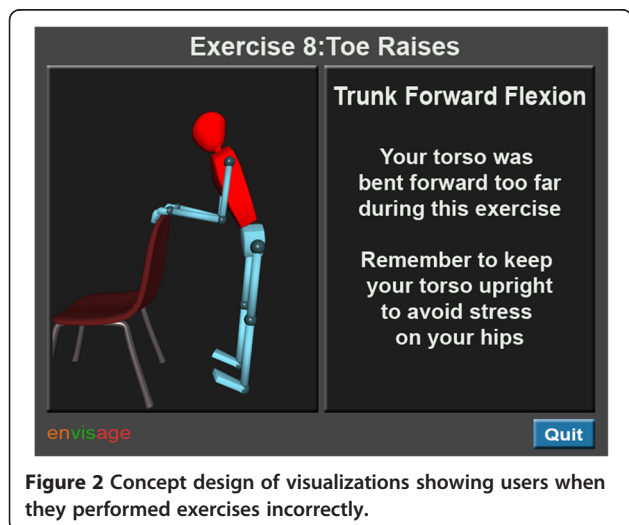 Exercise 8:Toe Raises
Trunk Forward Flexion
Your torso was
bent forward too far
during this exercise
Remember to keep
your torso upright
to avoid stress
on your hips
envisage
Quit
Figure 2 Concept design of visualizations showing users when
they performed exercises incorrectly.